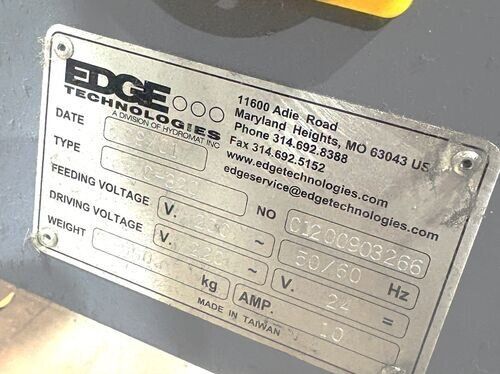 EDGE
TECHNOLOGIES
A DIVISION OF HYDROMAT INC
11600 Adie Road
Maryland Heights, MO 63043 US
Phone 314.692.8388
Fax 314.692.5152
www.edgetechnologies.com
edgeservice@edgetechnologies.com
DATE
TYPE
NO C1200903266
FEEDING VOLTAGE V. ~ 50/60 Hz
DRIVING VOLTAGE V. 220 ~ V. 24 =
WEIGHT kg AMP. 10
MADE IN TAIWAN